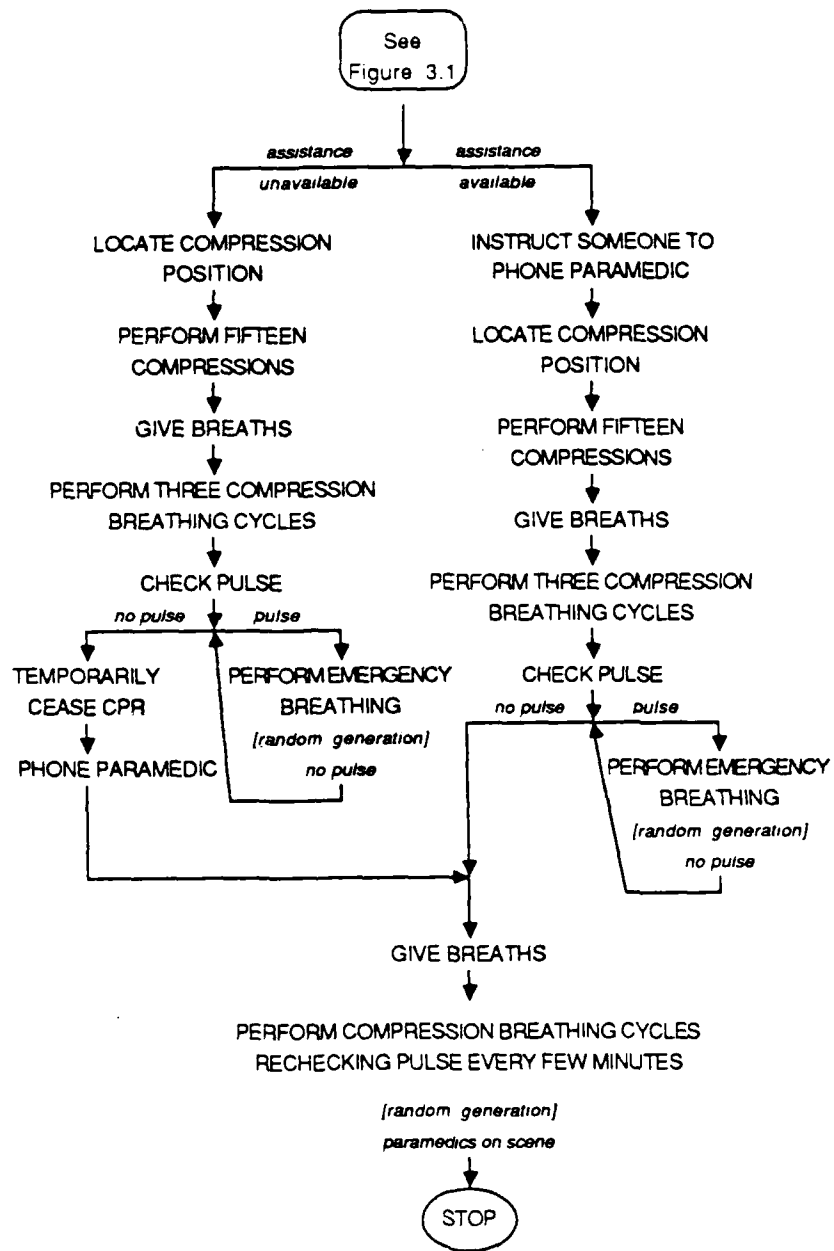 See
Figure 3.1
assistance
unavailable
assistance
available
LOCATE COMPRESSION
POSITION
PERFORM FIFTEEN
COMPRESSIONS
GIVE BREATHS
PERFORM THREE COMPRESSION
BREATHING CYCLES
CHECK PULSE
no pulse
pulse
TEMPORARILY
CEASE CPR
PHONE PARAMEDIC
PERFORM EMERGENCY
BREATHING
[random generation]
no pulse
INSTRUCT SOMEONE TO
PHONE PARAMEDIC
LOCATE COMPRESSION
POSITION
PERFORM FIFTEEN
COMPRESSIONS
GIVE BREATHS
PERFORM THREE COMPRESSION
BREATHING CYCLES
CHECK PULSE
no pulse
pulse
PERFORM EMERGENCY
BREATHING
[random generation]
no pulse
GIVE BREATHS
PERFORM COMPRESSION BREATHING CYCLES
RECHECKING PULSE EVERY FEW MINUTES
[random generation]
paramedics on scene
STOP